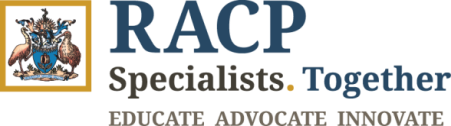 RACP
Specialists. Together
EDUCATE ADVOCATE INNOVATE